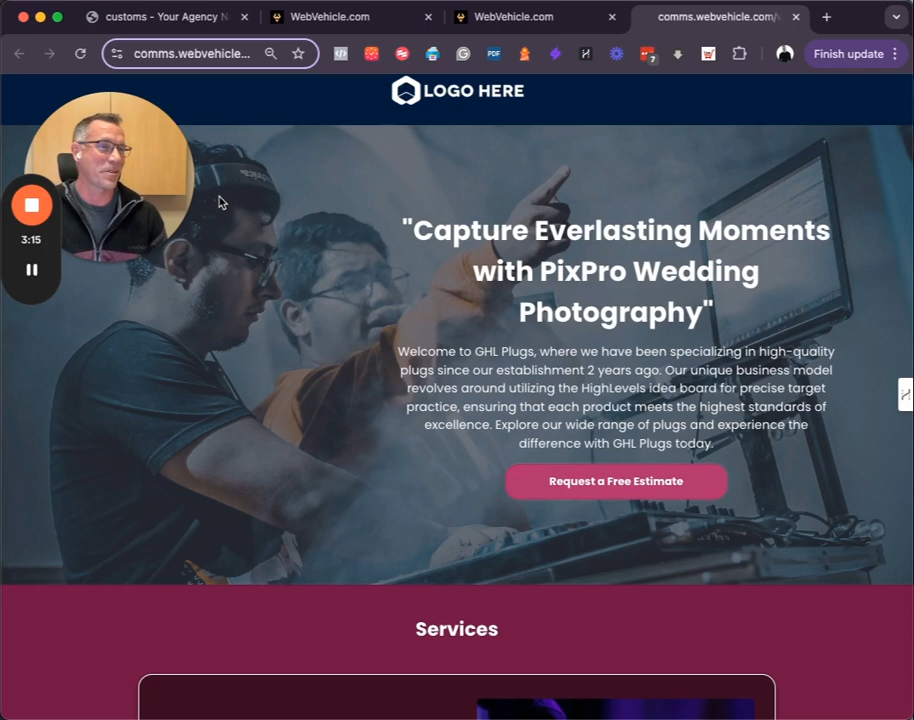 customs - Your Agency N
WebVehicle.com
WebVehicle.com
comms.webvehicle.com/
comms.webvehicle...
PDF
7
Finish update
LOGO HERE
3:15
"Capture Everlasting Moments
with PixPro Wedding
Photography"
Welcome to GHL Plugs, where we have been specializing in high-quality
plugs since our establishment 2 years ago. Our unique business model
revolves around utilizing the HighLevels idea board for precise target
practice, ensuring that each product meets the highest standards of
excellence. Explore our wide range of plugs and experience the
difference with GHL Plugs today.
Request a Free Estimate
Services